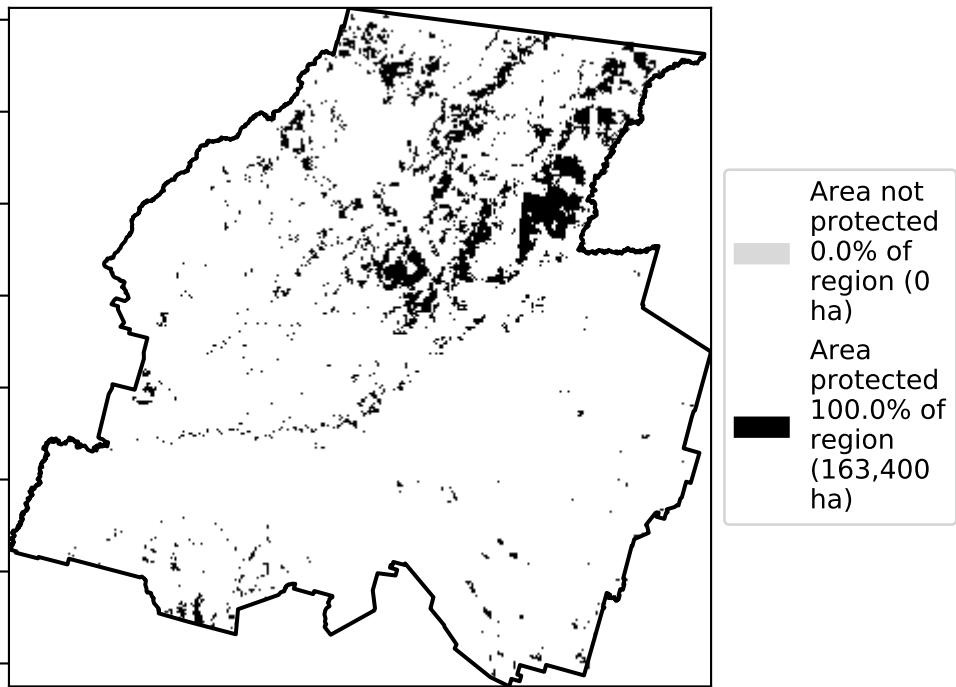 Area not
protected
0.0% of
region (0
ha)
Area
protected
100.0% of
region
(163,400
ha)